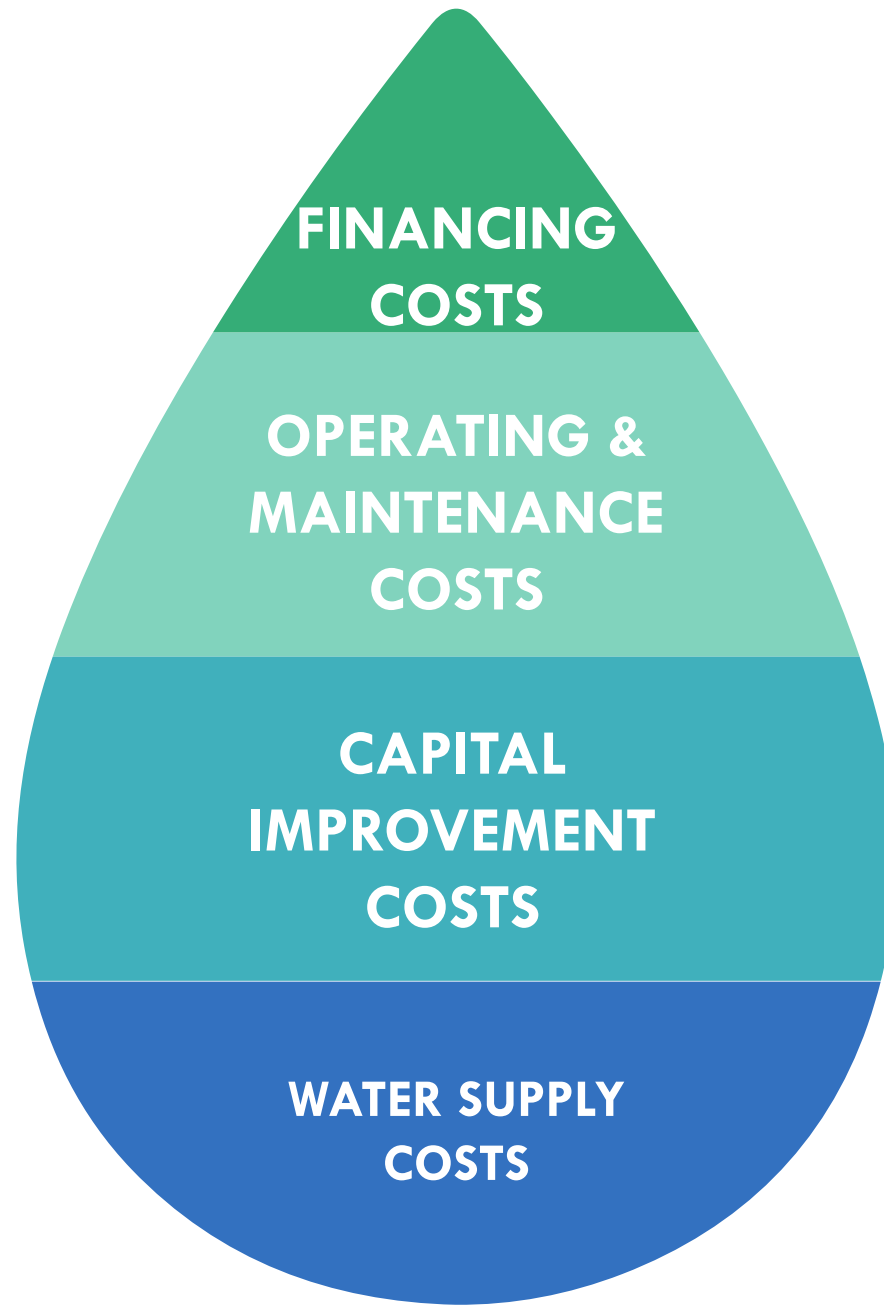 FINANCING
COSTS
OPERATING &
MAINTENANCE
COSTS
CAPITAL
IMPROVEMENT
COSTS
WATER SUPPLY
COSTS